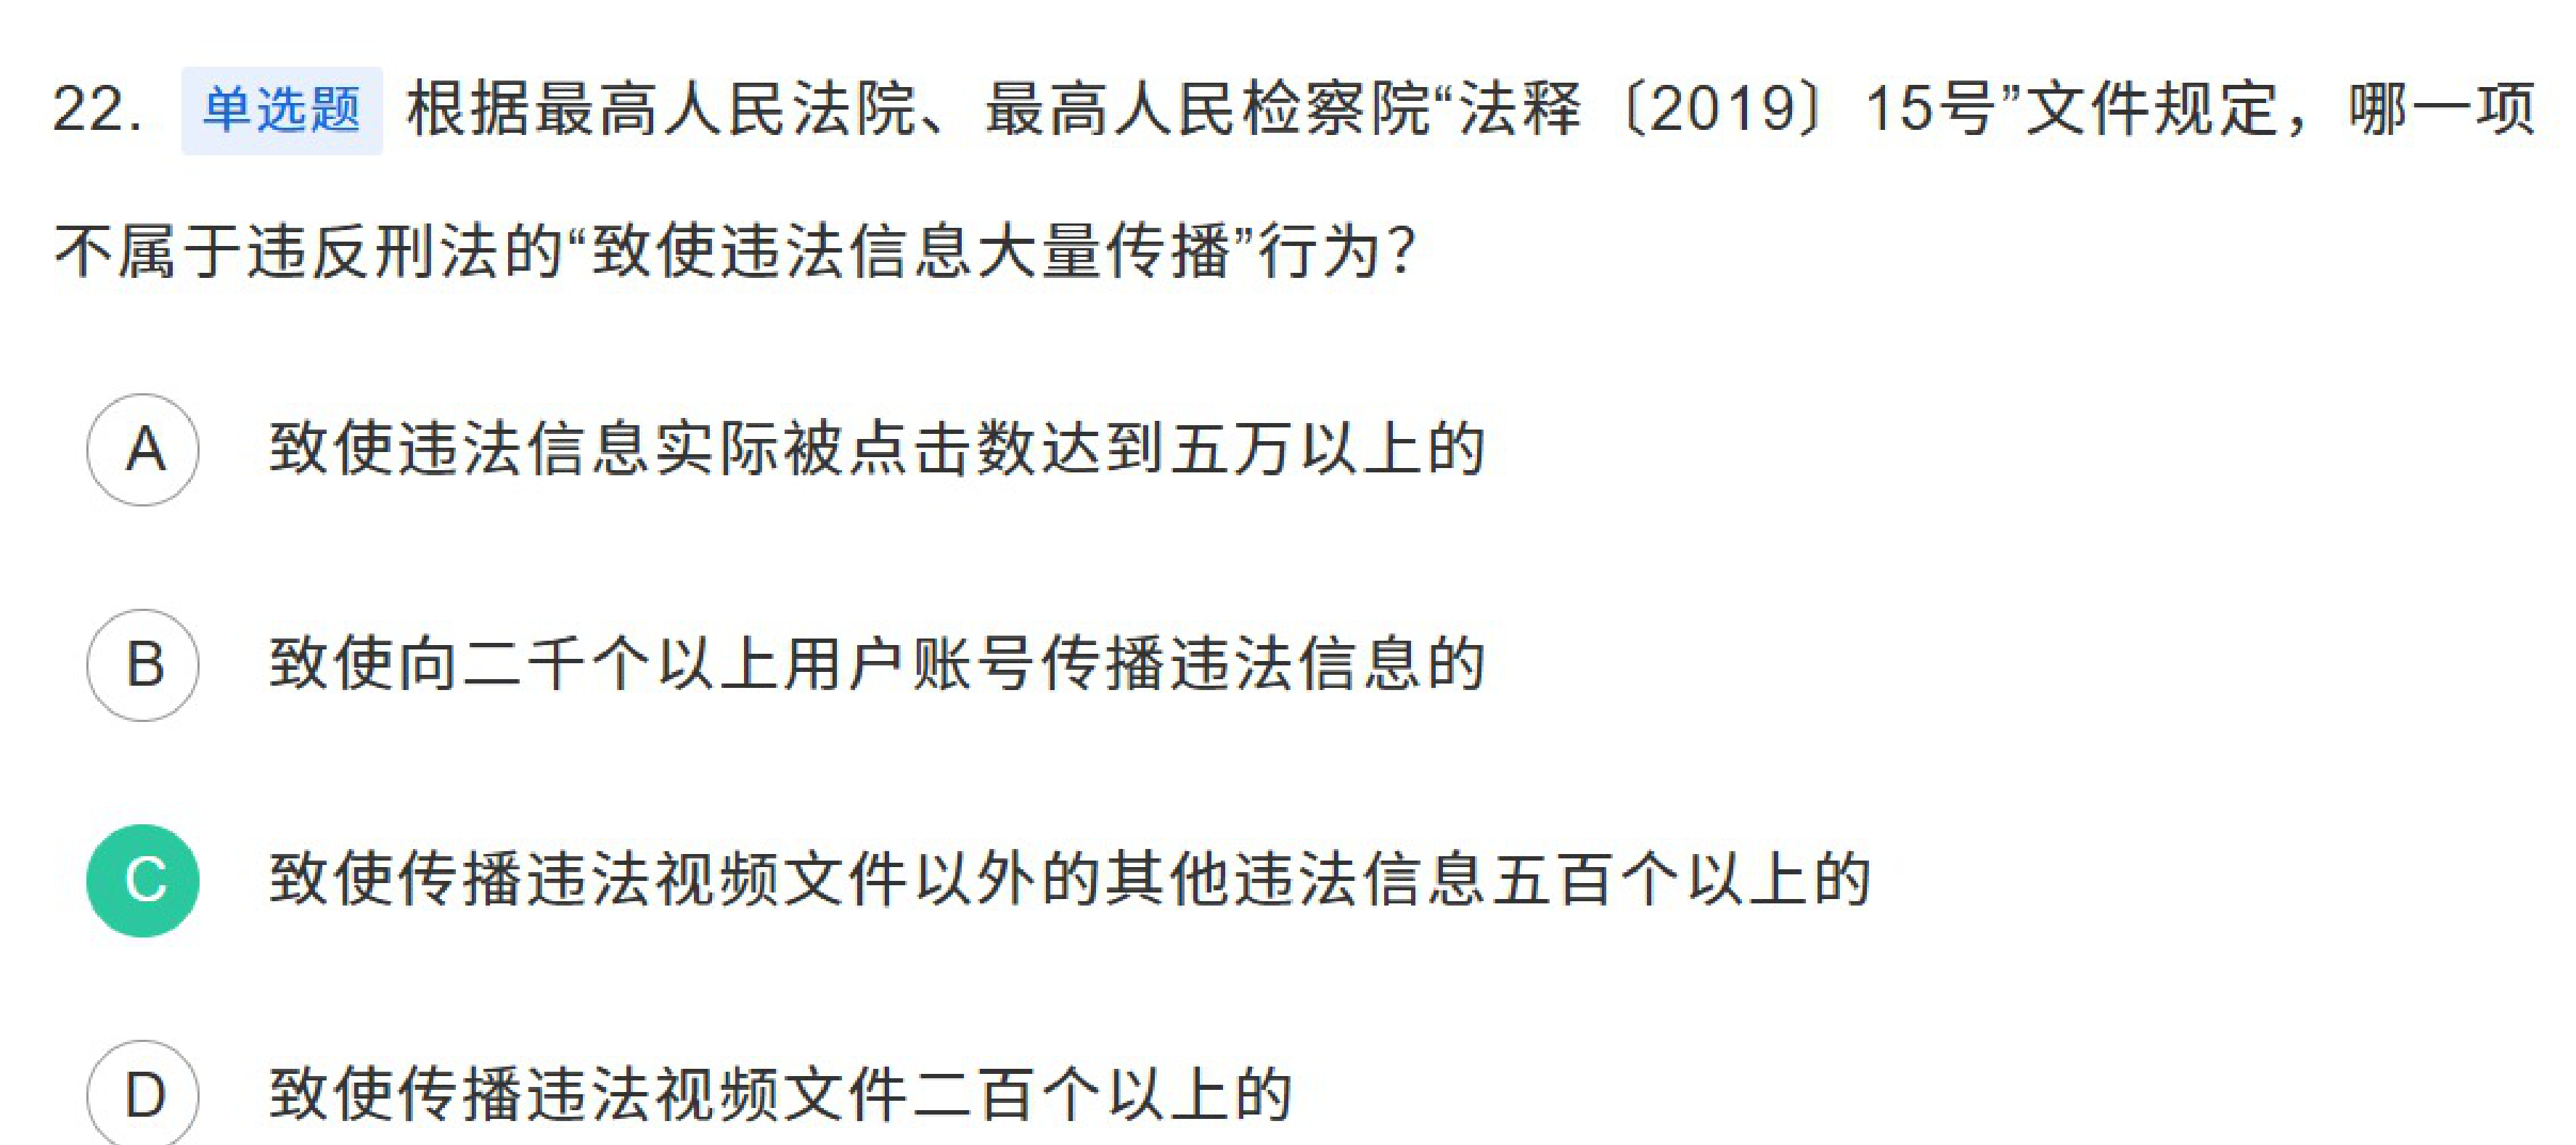 22. 单选题 根据最高人民法院、最高人民检察院“法释〔2019〕15号”文件规定，哪一项
不属于违反刑法的“致使违法信息大量传播”行为？
A 致使违法信息实际被点击数达到五万以上的
B 致使向二千个以上用户账号传播违法信息的
C 致使传播违法视频文件以外的其他违法信息五百个以上的
D 致使传播违法视频文件二百个以上的